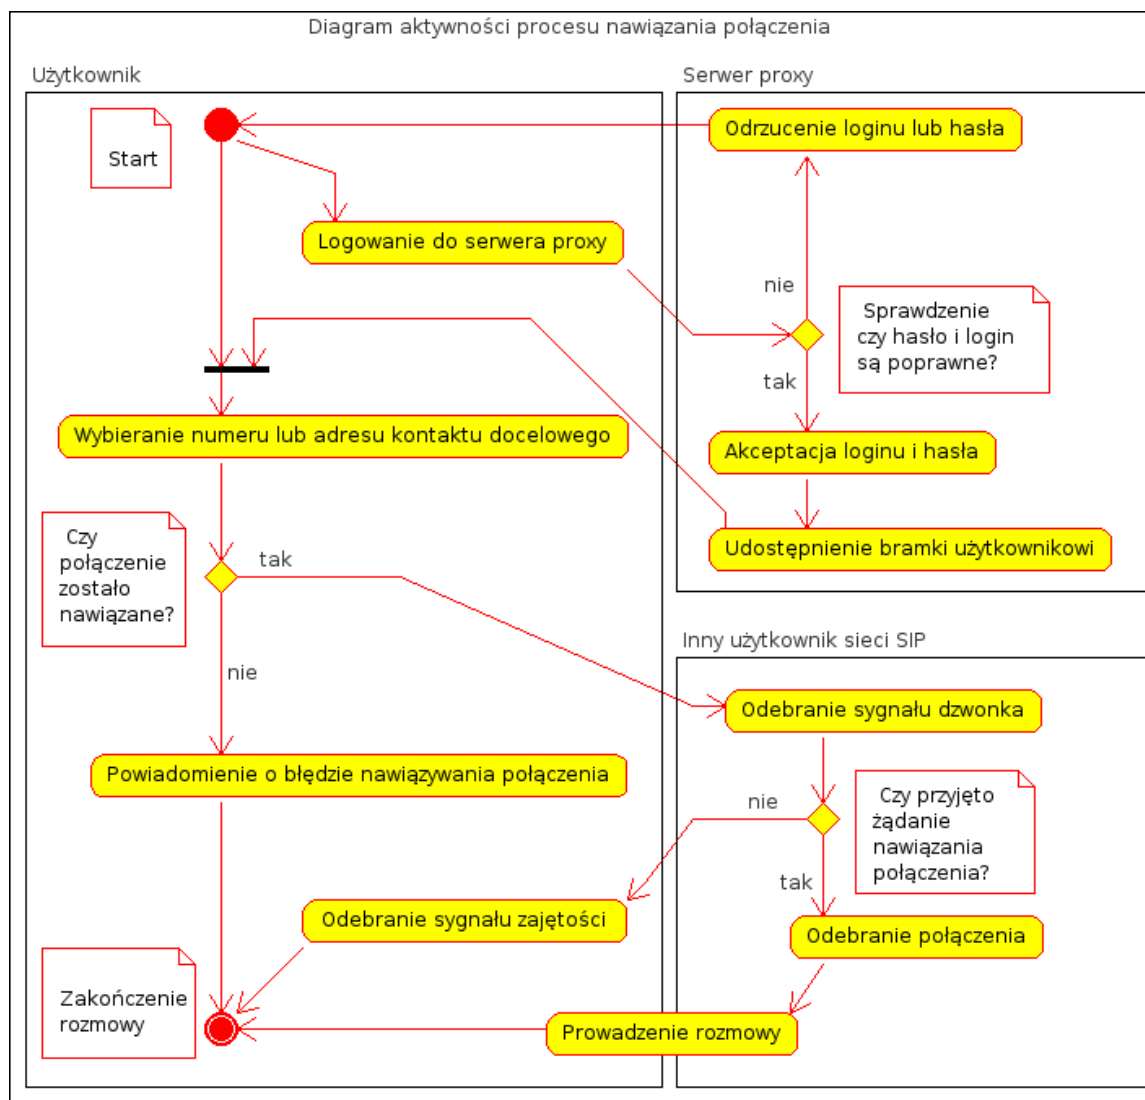 Diagram aktywności procesu nawiązania połączenia
Użytkownik
Serwer proxy
Start
Odrzucenie loginu lub hasła
Logowanie do serwera proxy
nie
Sprawdzenie
czy hasło i login
są poprawne?
tak
Wybieranie numeru lub adresu kontaktu docelowego
Akceptacja loginu i hasła
Udostępnienie bramki użytkownikowi
Czy
połączenie
zostało
nawiązane?
tak
nie
Inny użytkownik sieci SIP
Odebranie sygnału dzwonka
Powiadomienie o błędzie nawiązywania połączenia
nie
Czy przyjęto
żądanie
nawiązania
połączenia?
tak
Odebranie sygnału zajętości
Odebranie połączenia
Zakończenie
rozmowy
Prowadzenie rozmowy